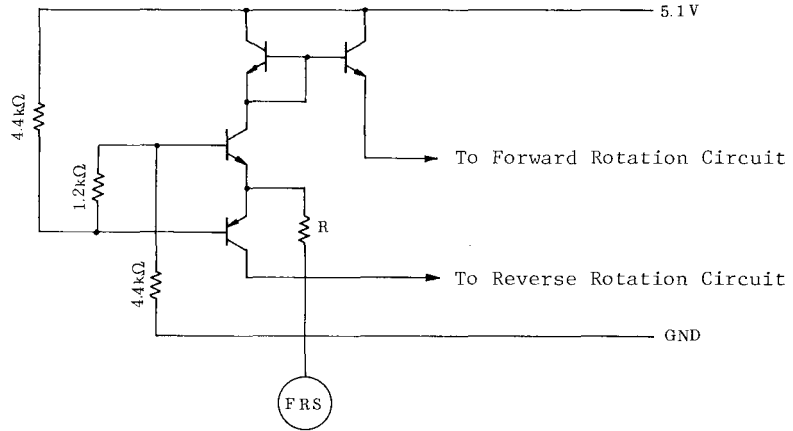 5.1V
4.4kΩ
1.2kΩ
To Forward Rotation Circuit
R
4.4kΩ
To Reverse Rotation Circuit
GND
FRS